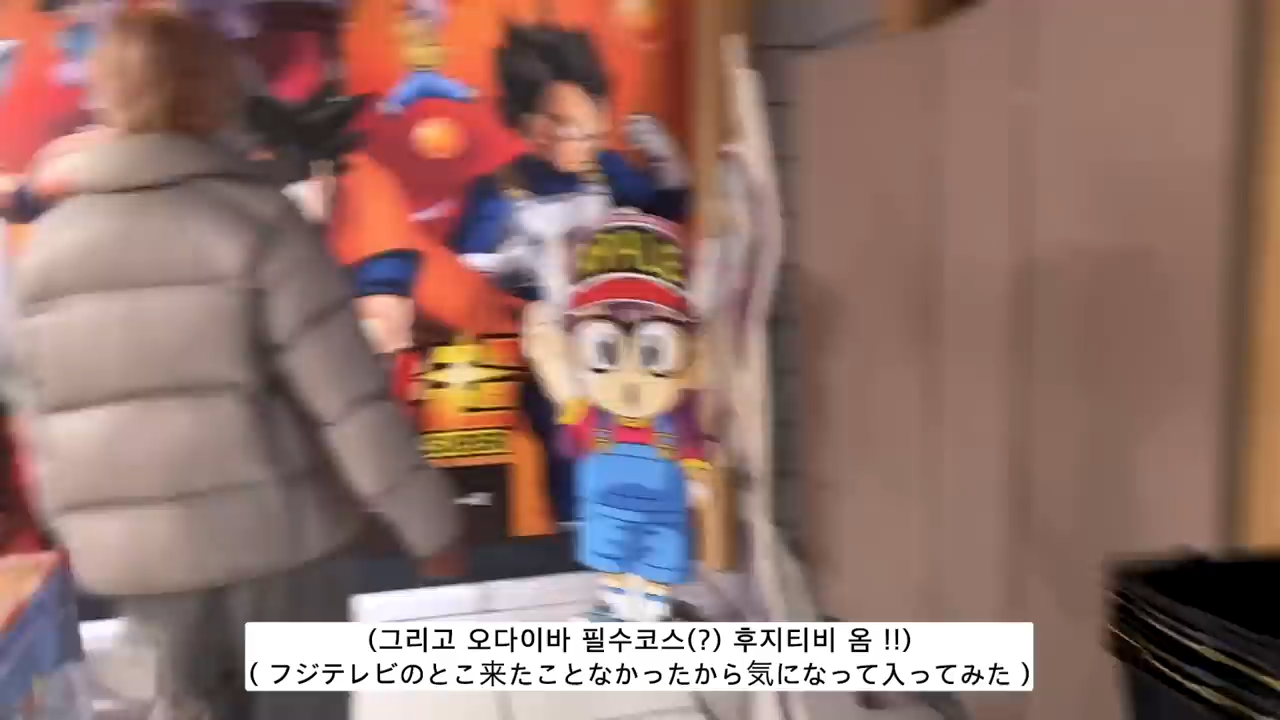 (그리고 오다이바 필수코스(?) 후지티비 옴 !!)
( フジテレビのとこ来たことなかったから気になって入ってみた )